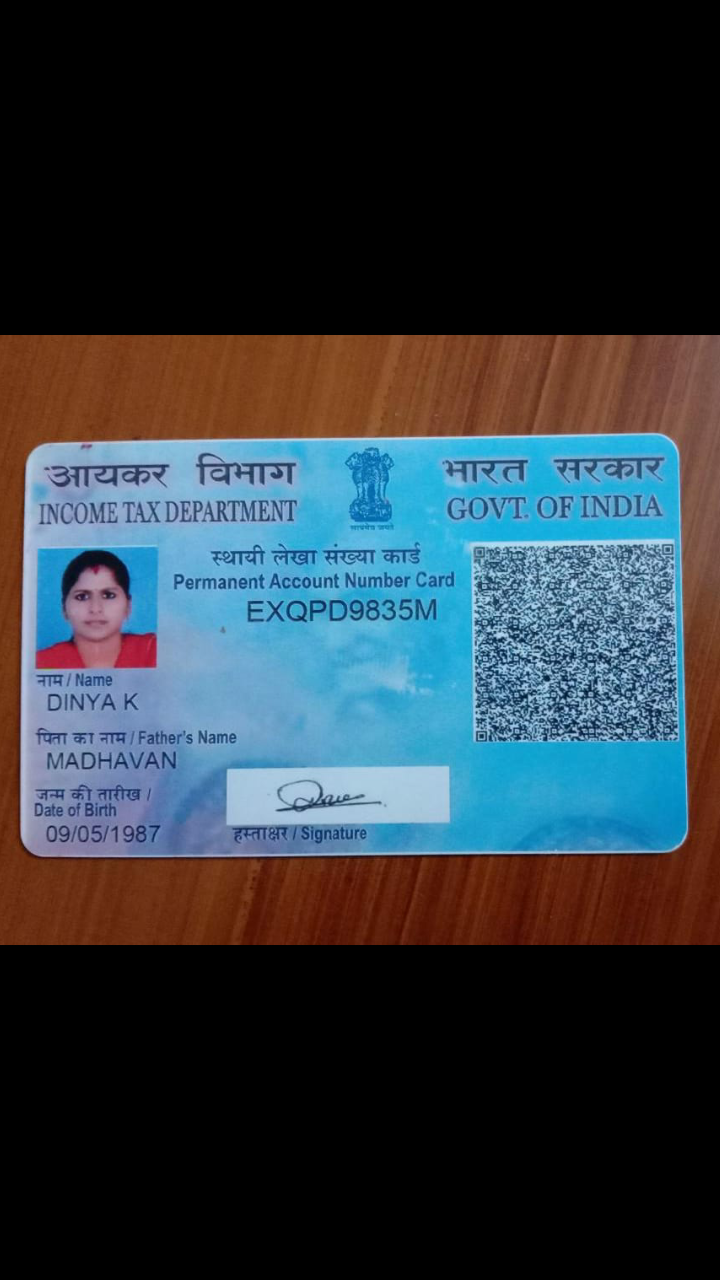 आयकर विभाग
INCOME TAX DEPARTMENT
भारत सरकार
GOVT. OF INDIA
सत्यमेव जयते
स्थायी लेखा संख्या कार्ड
Permanent Account Number Card
EXQPD9835M
नाम / Name
DINYA K
पिता का नाम / Father's Name
MADHAVAN
जन्म की तारीख /
Date of Birth
09/05/1987
हस्ताक्षर / Signature